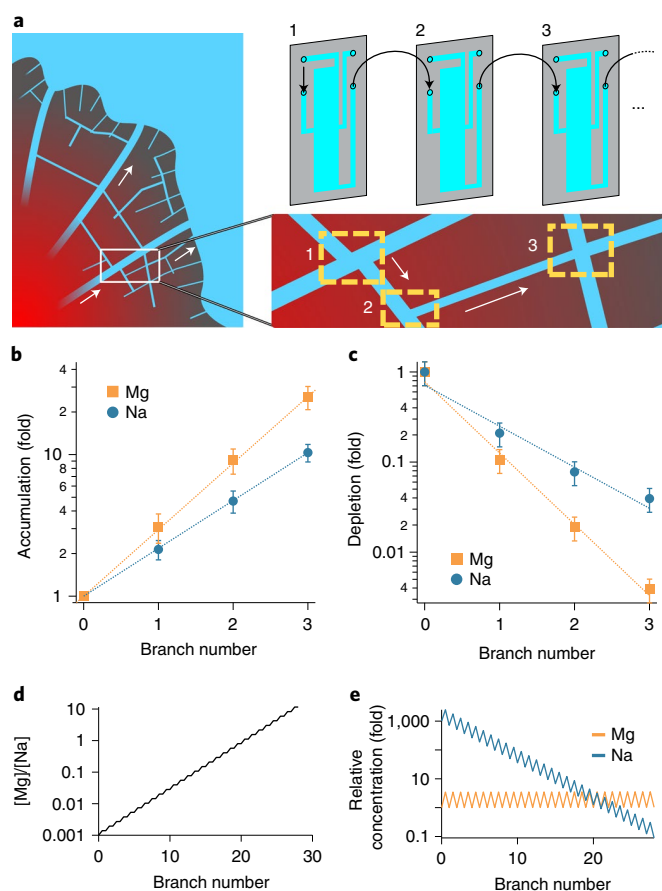 a
1
2
3
...
1
2
3
b
Accumulation (fold)
4
2
10
8
6
4
2
1
Mg
Na
0
1
2
3
Branch number
c
Depletion (fold)
1
4
2
0.1
4
2
0.01
4
Mg
Na
0
1
2
3
Branch number
d
[Mg]/[Na]
10
1
0.1
0.01
0.001
0
10
20
30
Branch number
e
Relative
concentration (fold)
1,000
10
0.1
Mg
Na
0
10
20
Branch number